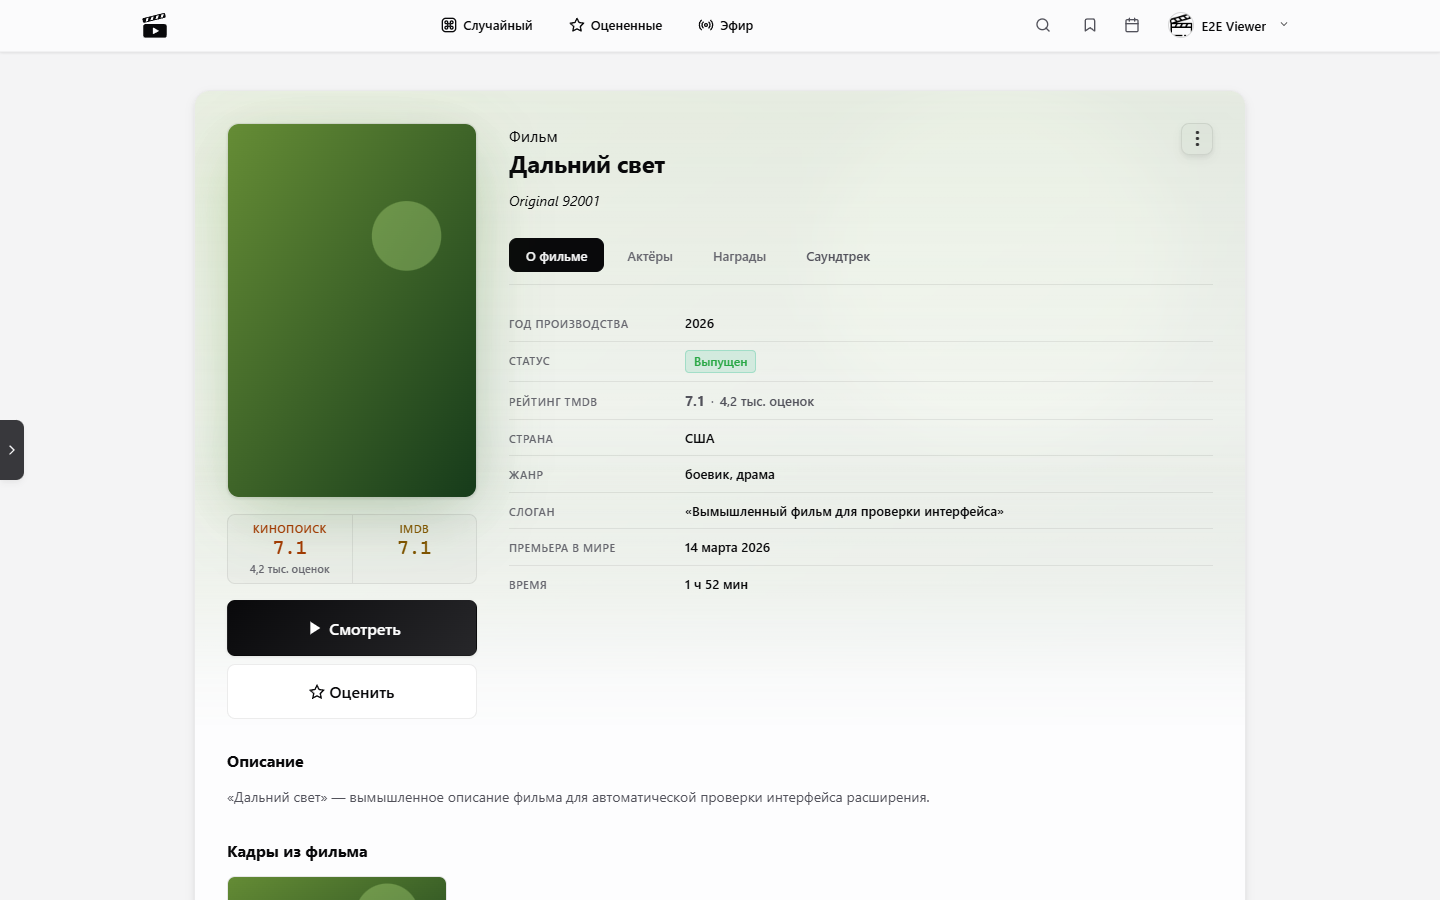 Случайный
Оцененные
Эфир
E2E Viewer
Фильм
Дальний свет
Original 92001
О фильме
Актёры
Награды
Саундтрек
ГОД ПРОИЗВОДСТВА
2026
СТАТУС
Выпущен
РЕЙТИНГ TMDB
7.1 · 4,2 тыс. оценок
СТРАНА
США
ЖАНР
боевик, драма
СЛОГАН
«Вымышленный фильм для проверки интерфейса»
ПРЕМЬЕРА В МИРЕ
14 марта 2026
ВРЕМЯ
1 ч 52 мин
КИНОПОИСК
7.1
4,2 тыс. оценок
IMDB
7.1
Смотреть
Оценить
Описание
«Дальний свет» — вымышленное описание фильма для автоматической проверки интерфейса расширения.
Кадры из фильма